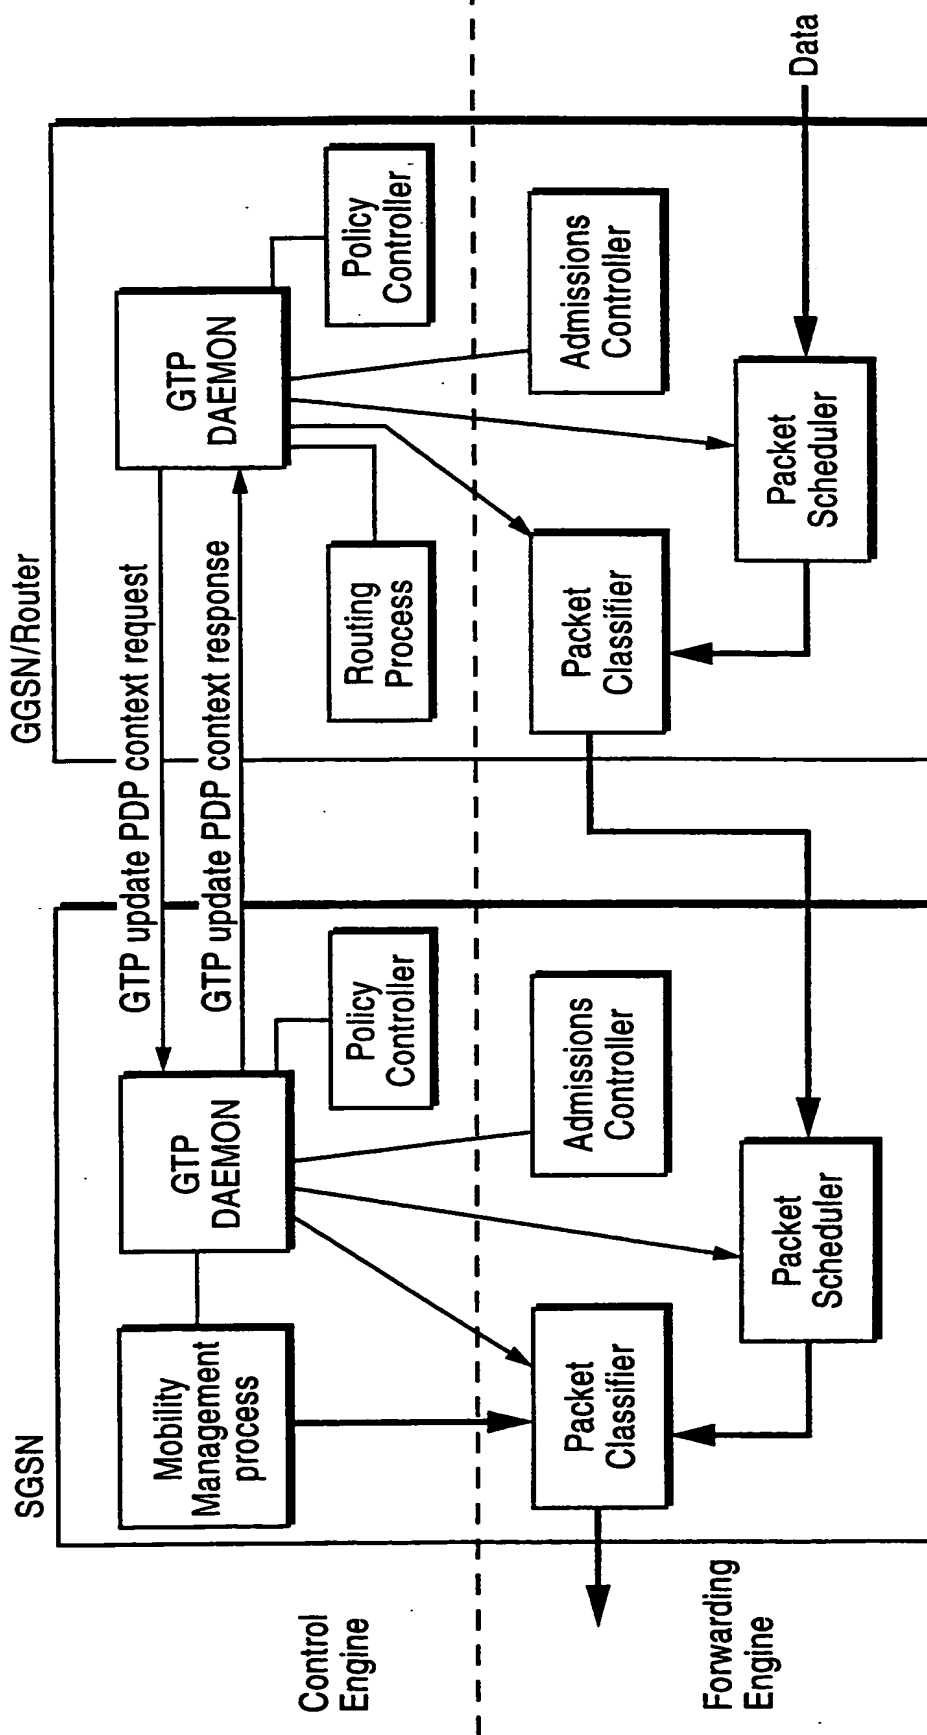 SGSN
GGSN/Router
Mobility
Management
process
GTP
DAEMON
GTP update PDP context request
GTP update PDP context response
GTP
DAEMON
Policy
Controller
Routing
Process
Policy
Controller
Control
Engine
Packet
Classifier
Admissions
Controller
Packet
Classifier
Admissions
Controller
Forwarding
Engine
Packet
Scheduler
Packet
Scheduler
Data